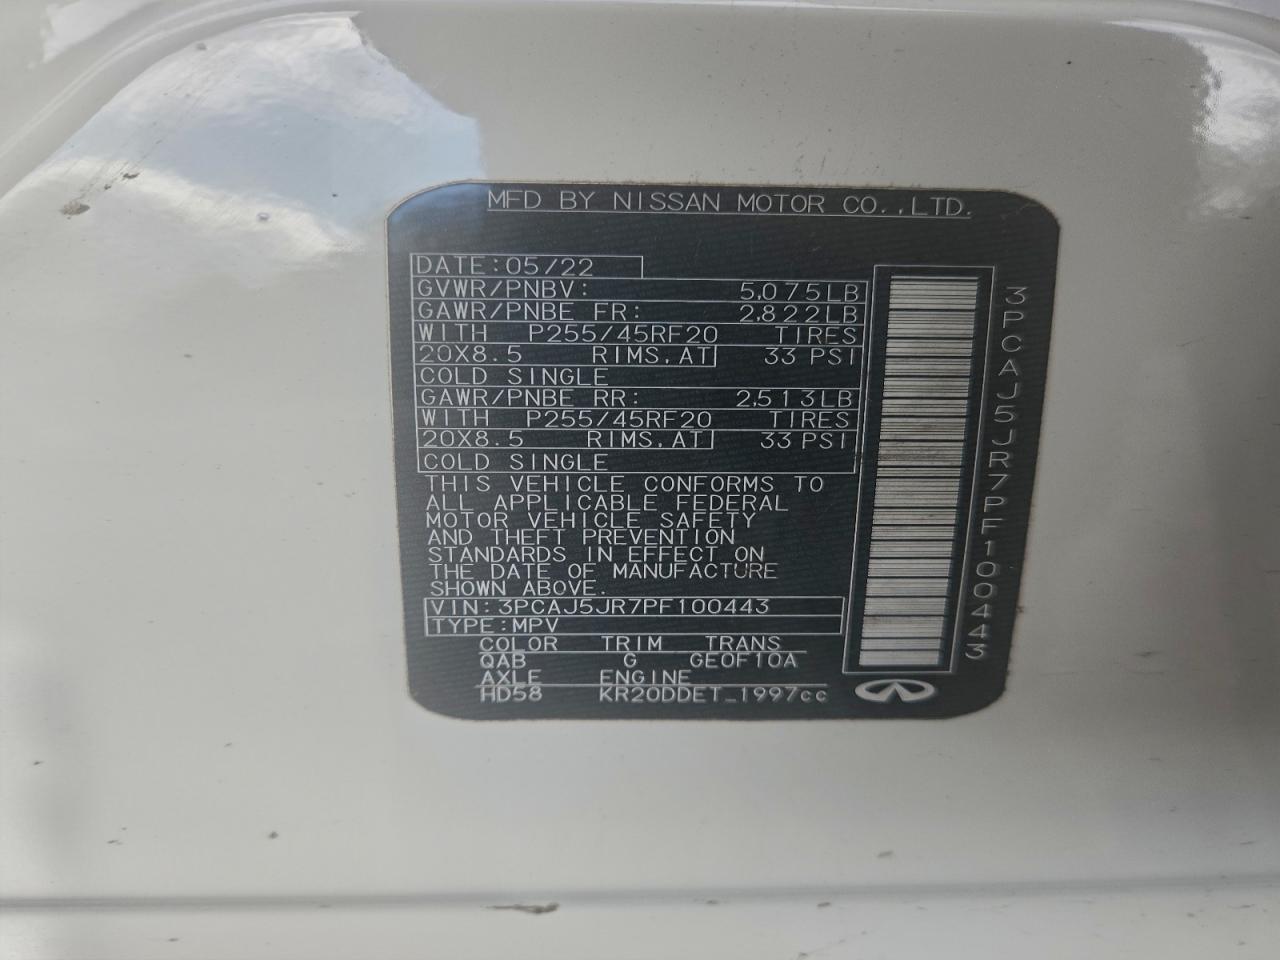 MFD BY NISSAN MOTOR CO.,LTD.
DATE:05/22
GVWR/PNBV: 5,075LB
GAWR/PNBE FR: 2,822LB
WITH P255/45RF20 TIRES
20X8.5 RIMS,AT 33 PSI
COLD SINGLE
GAWR/PNBE RR: 2,513LB
WITH P255/45RF20 TIRES
20X8.5 RIMS,AT 33 PSI
COLD SINGLE
THIS VEHICLE CONFORMS TO
ALL APPLICABLE FEDERAL
MOTOR VEHICLE SAFETY
AND THEFT PREVENTION
STANDARDS IN EFFECT ON
THE DATE OF MANUFACTURE
SHOWN ABOVE.
VIN:3PCAJ5JR7PF100443
TYPE:MPV
COLOR TRIM TRANS
QAB G GE0F10A
AXLE ENGINE
HD58 KR20DDET_1997cc
3PCAJ5JR7PF100443